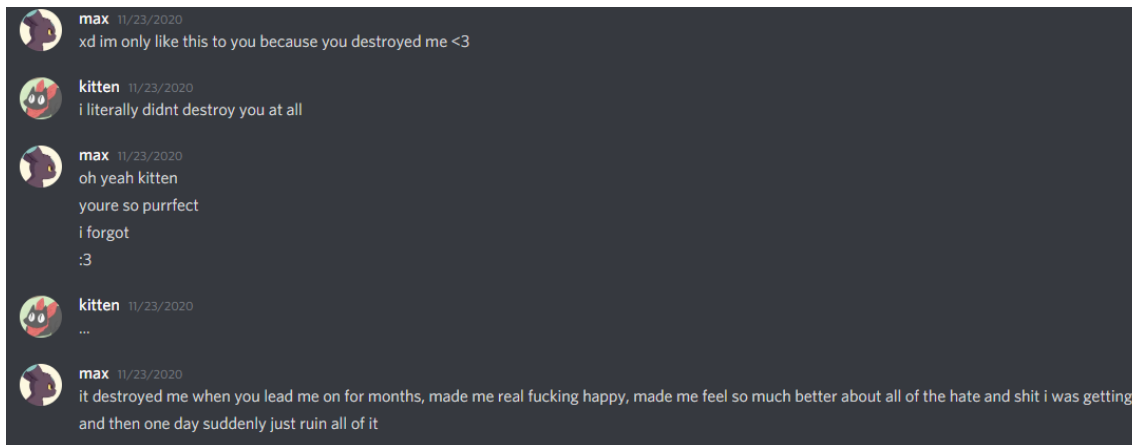 max 11/23/2020
xd im only like this to you because you destroyed me <3
kitten 11/23/2020
i literally didnt destroy you at all
max 11/23/2020
oh yeah kitten
youre so purrfect
i forgot
:3
kitten 11/23/2020
...
max 11/23/2020
it destroyed me when you lead me on for months, made me real fucking happy, made me feel so much better about all of the hate and shit i was getting
and then one day suddenly just ruin all of it